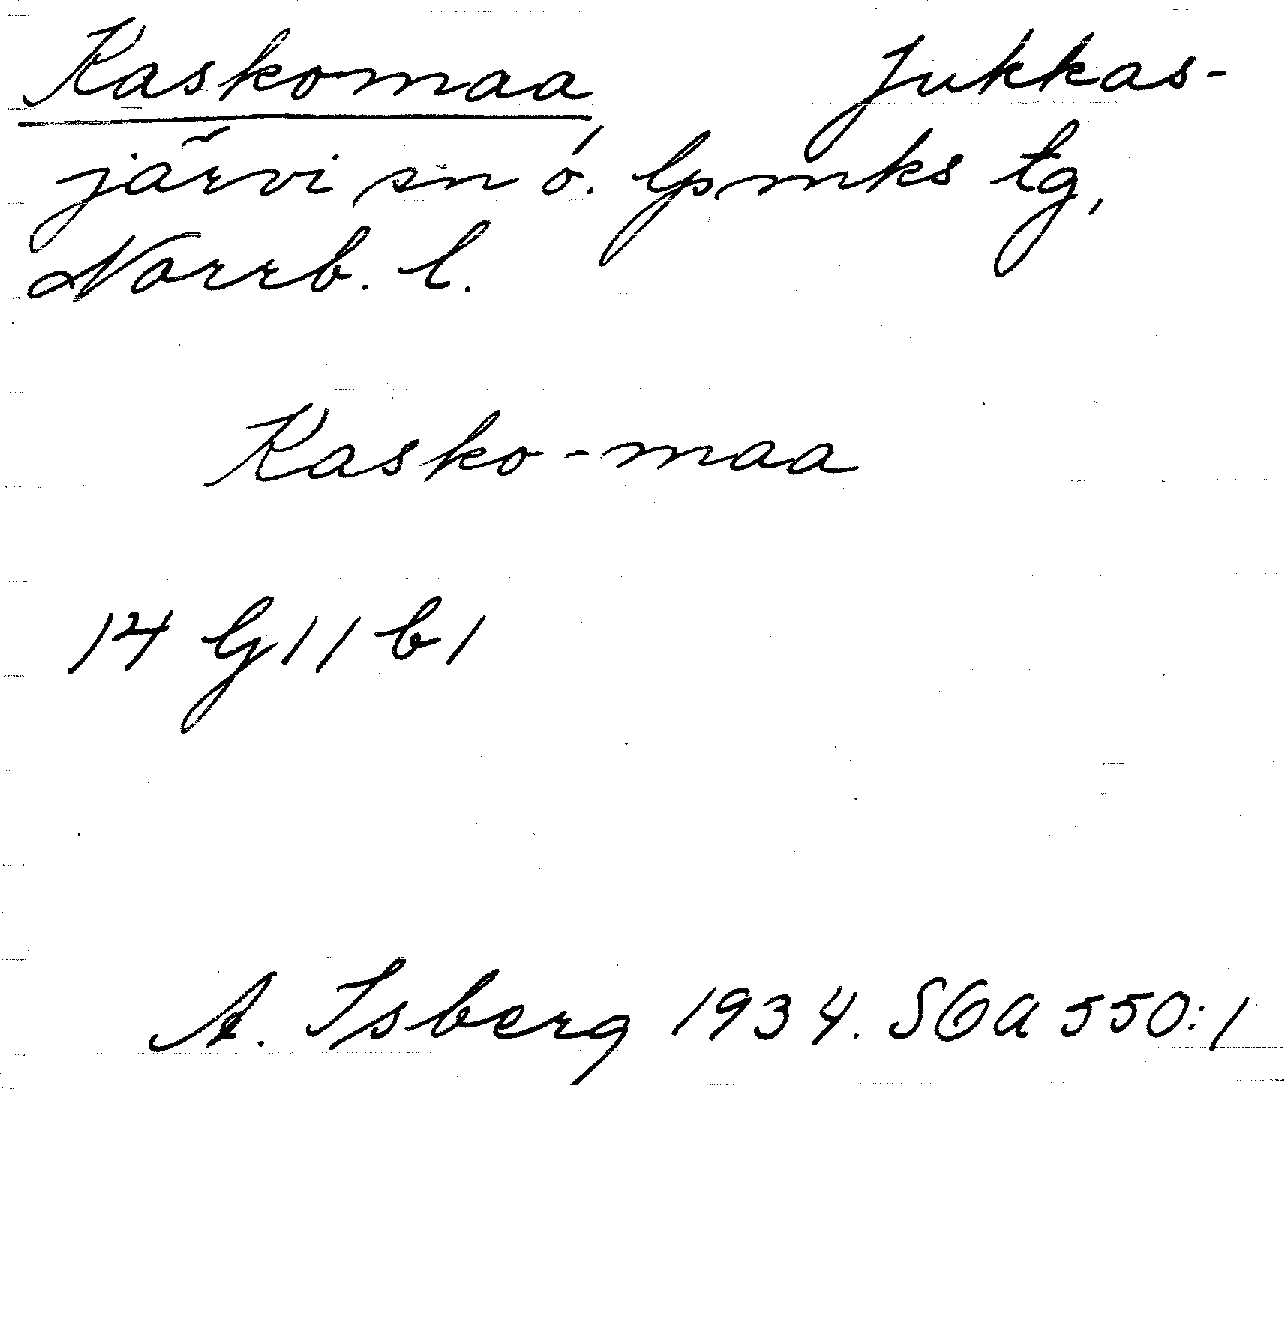 Kaskomaa Jukkas-
järvi sn o. Lpmks tg,
Norrb. l.
Kasko-maa
14 G 11 b 1
A. Isberg 1934. SOA 550:1